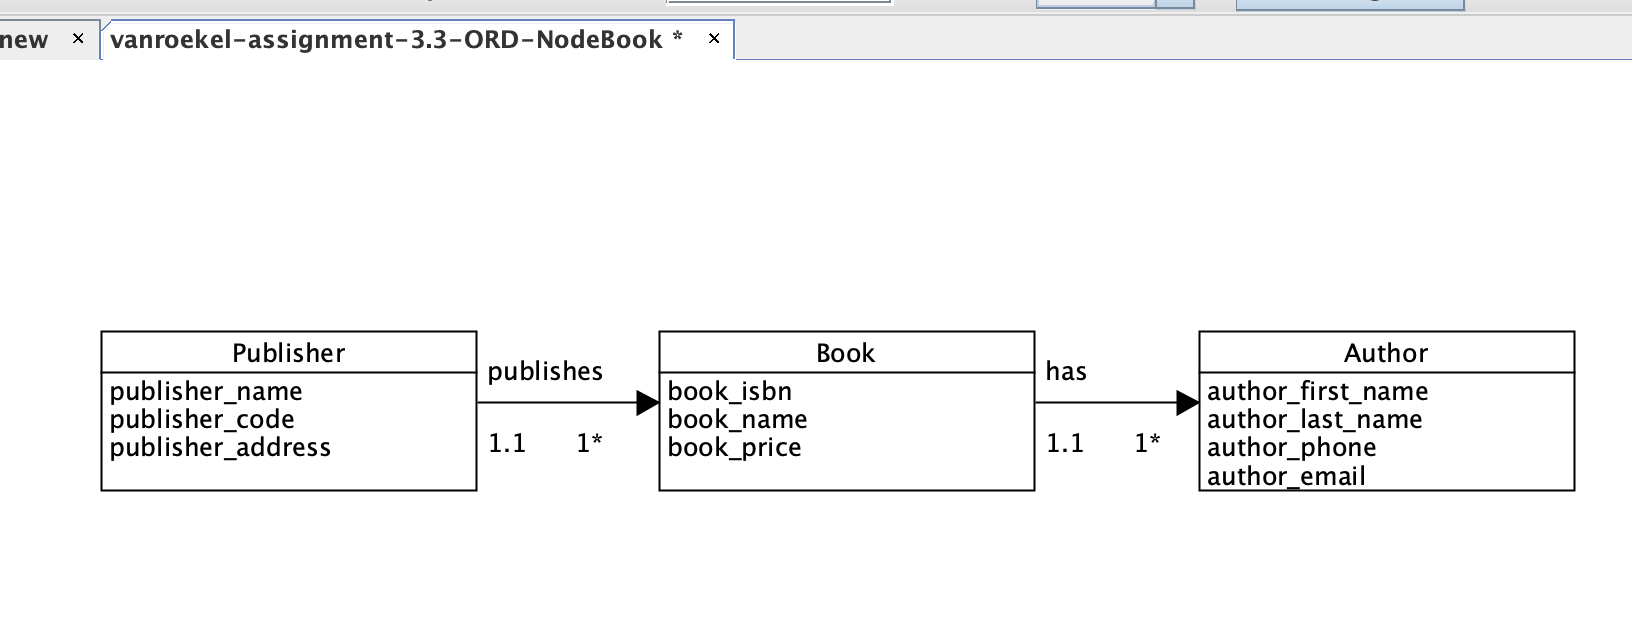 new ×
vanroekel-assignment-3.3-ORD-NodeBook * ×
Publisher
publisher_name
publisher_code
publisher_address
publishes
1.1 1*
Book
book_isbn
book_name
book_price
has
1.1 1*
Author
author_first_name
author_last_name
author_phone
author_email